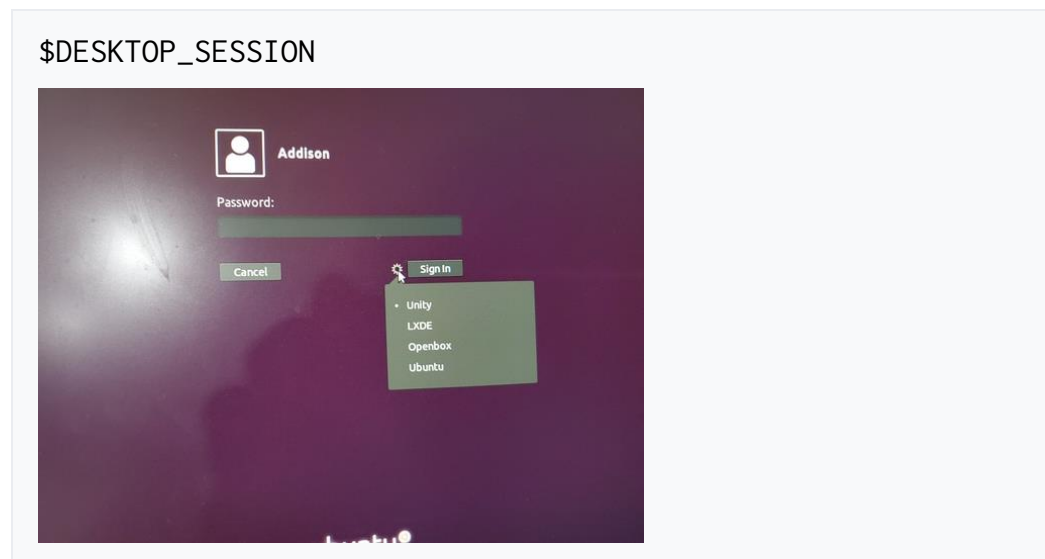 $DESKTOP_SESSION
Addison
Password:
Cancel
Sign In
• Unity
LXDE
Openbox
Ubuntu